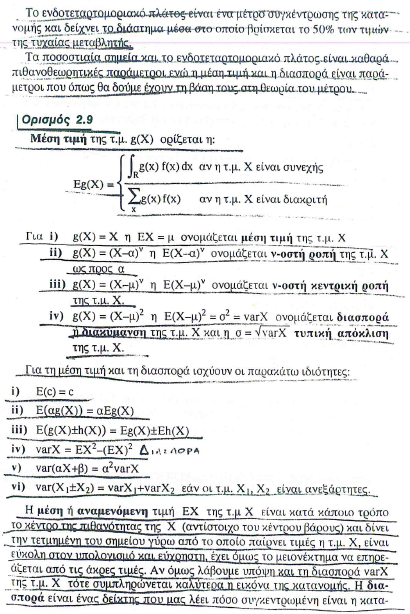 Το ενδοτεταρτομοριακό πλάτος είναι ένα μέτρο συγκέντρωσης της κατα-
νομής και δείχνει το διάστημα μέσα στο οποίο βρίσκεται το 50% των τιμών
της τυχαίας μεταβλητής.
Τα ποσοστιαία σημεία και το ενδοτεταρτομοριακό πλάτος είναι καθαρά
πιθανοθεωρητικές παράμετροι ενώ η μέση τιμή και η διασπορά είναι παρά-
μετροι που όπως θα δούμε έχουν τη βάση τους στη θεωρία του μέτρου.
Ορισμός 2.9
Μέση τιμή της τ.μ. g(X) ορίζεται η:
Eg(X) = { ∫_R g(x) f(x) dx αν η τ.μ. X είναι συνεχής
∑_x g(x) f(x) αν η τ.μ. X είναι διακριτή
Για i) g(X) = X η EX = μ ονομάζεται μέση τιμή της τ.μ. X
ii) g(X) = (X–α)^ν η E(X–α)^ν ονομάζεται ν-οστή ροπή της τ.μ. X
ως προς α
iii) g(X) = (X–μ)^ν η E(X–μ)^ν ονομάζεται ν-οστή κεντρική ροπή
της τ.μ. X.
iv) g(X) = (X–μ)² η E(X–μ)² = σ² = varX ονομάζεται διασπορά
ή διακύμανση της τ.μ. X και η σ = √varX τυπική απόκλιση
της τ.μ. X.
Για τη μέση τιμή και τη διασπορά ισχύουν οι παρακάτω ιδιότητες:
i) E(c) = c
ii) E(αg(X)) = αEg(X)
iii) E(g(X)±h(X)) = Eg(X)±Eh(X)
iv) varX = EX²–(EX)² ΔΙΑΣΠΟΡΑ
v) var(αX+β) = α²varX
vi) var(X₁±X₂) = varX₁+varX₂ εάν οι τ.μ. X₁, X₂ είναι ανεξάρτητες.
Η μέση ή αναμενόμενη τιμή EX της τ.μ X είναι κατά κάποιο τρόπο
το κέντρο της πιθανότητας της X (αντίστοιχο του κέντρου βάρους) και δίνει
την τετμημένη του σημείου γύρω από το οποίο παίρνει τιμές η τ.μ. X, είναι
εύκολη στον υπολογισμό και εύχρηστη, έχει όμως το μειονέκτημα να επηρε-
άζεται από τις άκρες τιμές. Αν όμως λάβουμε υπόψη και τη διασπορά varX
της τ.μ. X τότε συμπληρώνεται καλύτερα η εικόνα της κατανομής. Η δια-
σπορά είναι ένας δείκτης που μας λέει πόσο συγκεντρωμένη είναι η κατα-